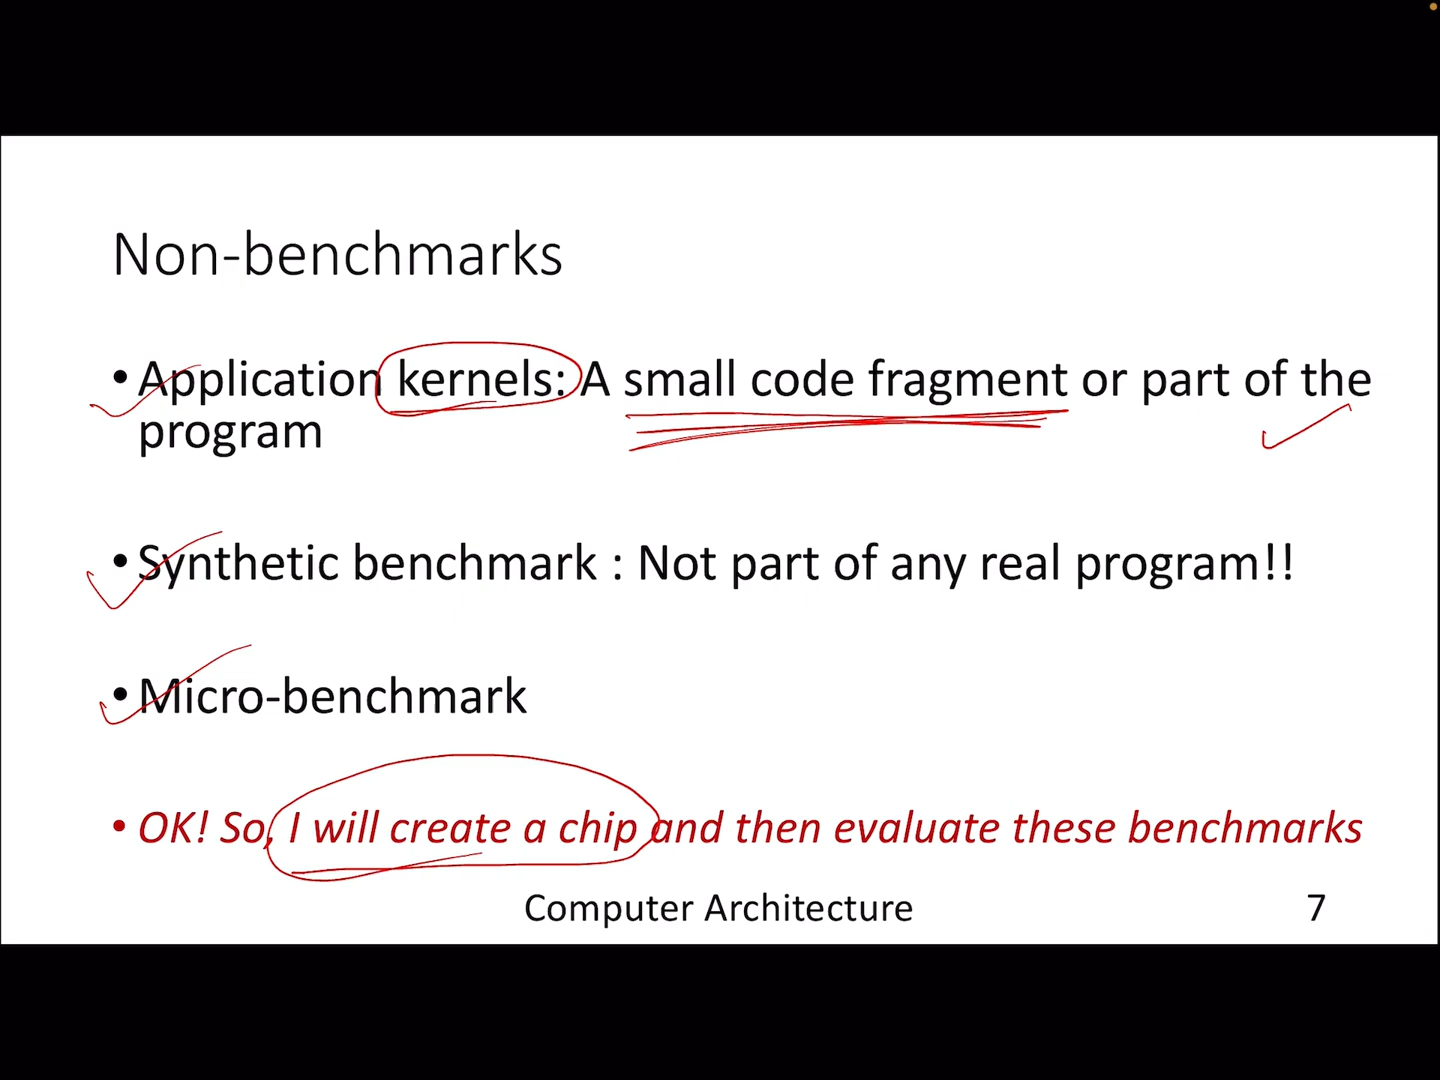 Non-benchmarks
• Application kernels: A small code fragment or part of the
program
• Synthetic benchmark : Not part of any real program!!
• Micro-benchmark
• OK! So, I will create a chip and then evaluate these benchmarks
Computer Architecture 7